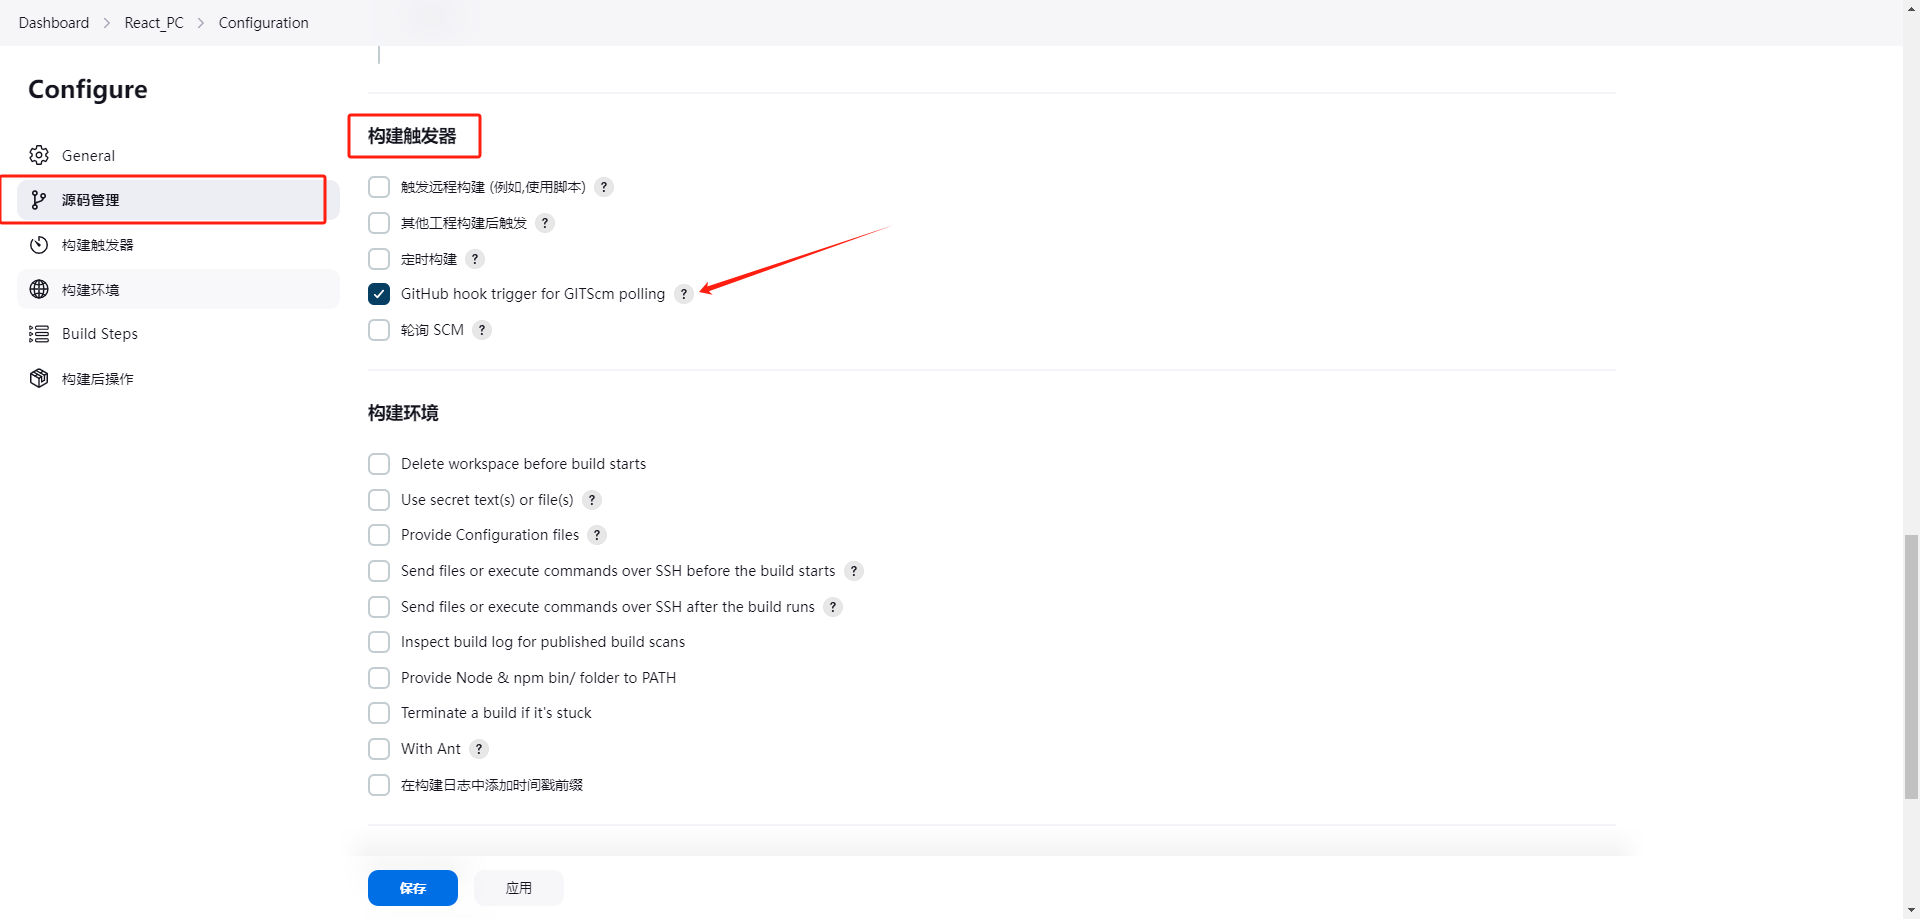 Dashboard > React_PC > Configuration
Configure
General
源码管理
构建触发器
构建环境
Build Steps
构建后操作
构建触发器
触发远程构建 (例如,使用脚本) ?
其他工程构建后触发 ?
定时构建 ?
GitHub hook trigger for GITScm polling ?
轮询 SCM ?
构建环境
Delete workspace before build starts
Use secret text(s) or file(s) ?
Provide Configuration files ?
Send files or execute commands over SSH before the build starts ?
Send files or execute commands over SSH after the build runs ?
Inspect build log for published build scans
Provide Node & npm bin/ folder to PATH
Terminate a build if it's stuck
With Ant ?
在构建日志中添加时间戳前缀
保存 应用